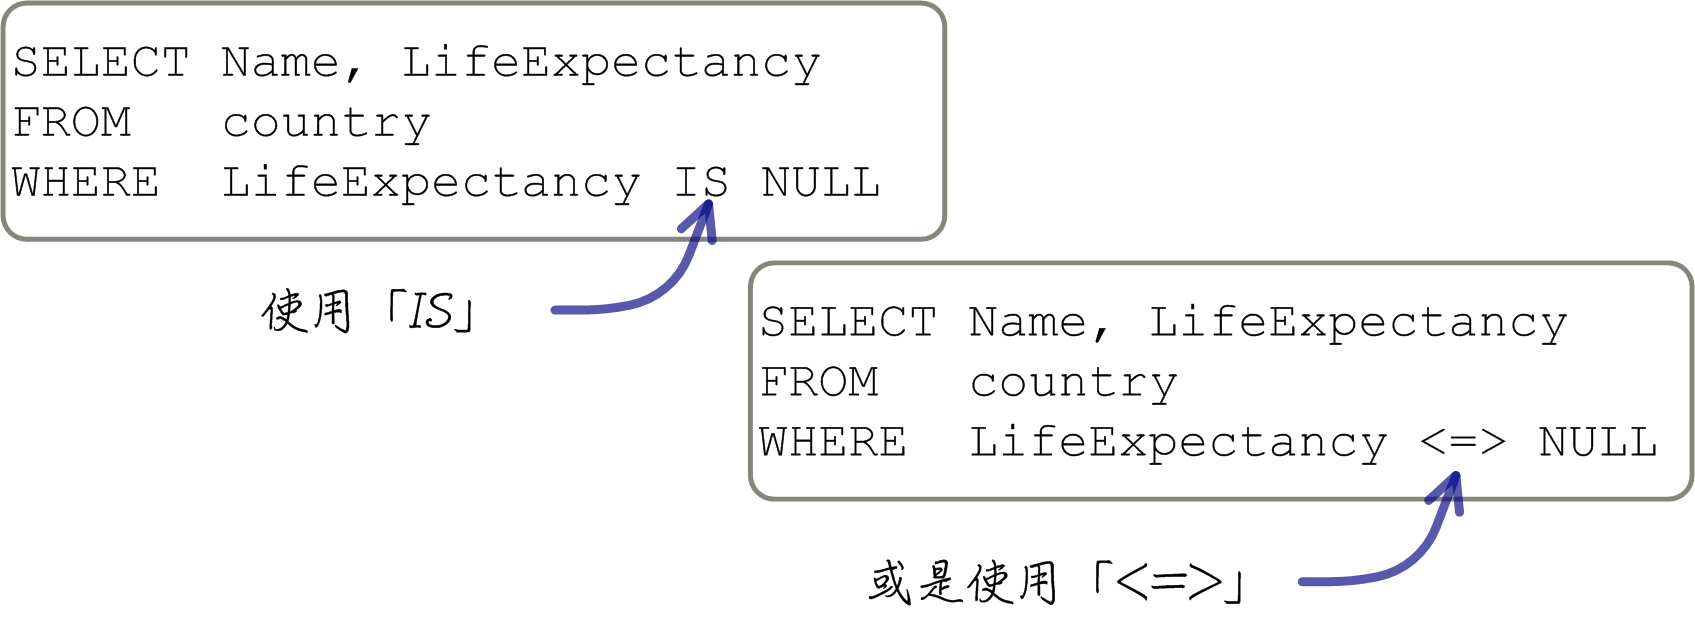 SELECT Name, LifeExpectancy
FROM country
WHERE LifeExpectancy IS NULL
使用「IS」
SELECT Name, LifeExpectancy
FROM country
WHERE LifeExpectancy <=> NULL
或是使用「<=>」